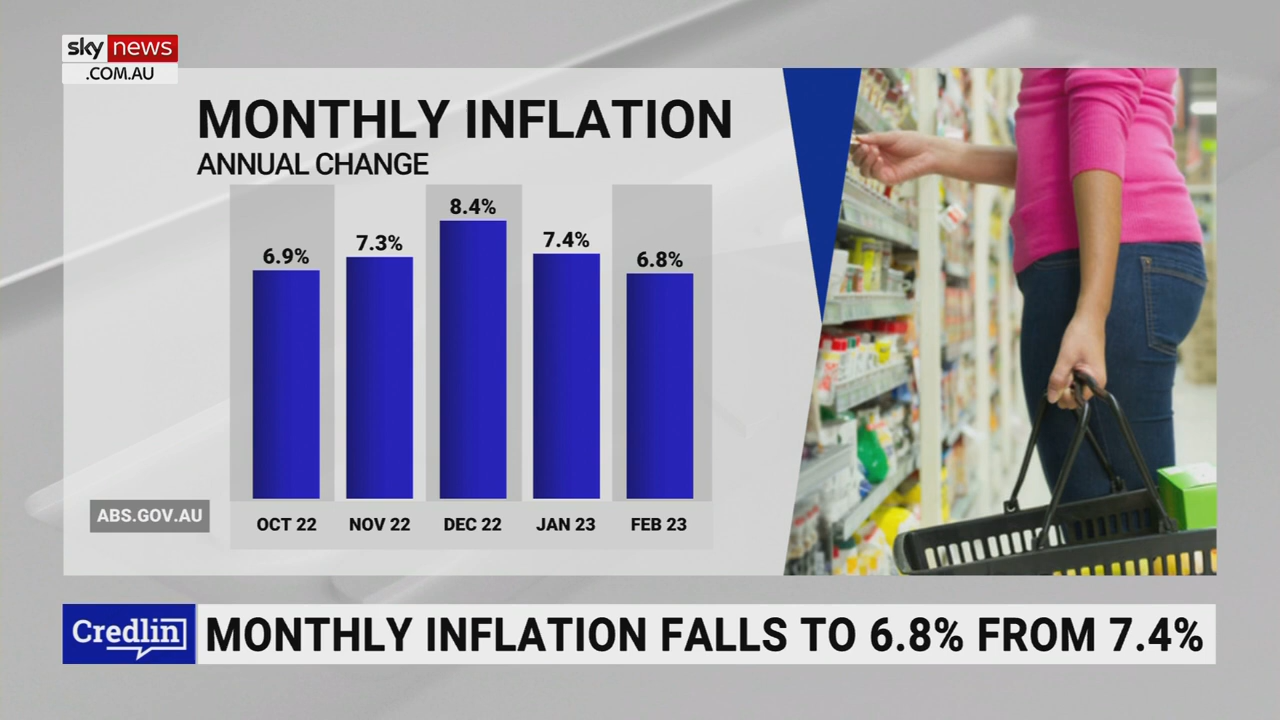 sky news
.COM.AU
MONTHLY INFLATION
ANNUAL CHANGE
6.9%
7.3%
8.4%
7.4%
6.8%
OCT 22
NOV 22
DEC 22
JAN 23
FEB 23
ABS.GOV.AU
Credlin
MONTHLY INFLATION FALLS TO 6.8% FROM 7.4%